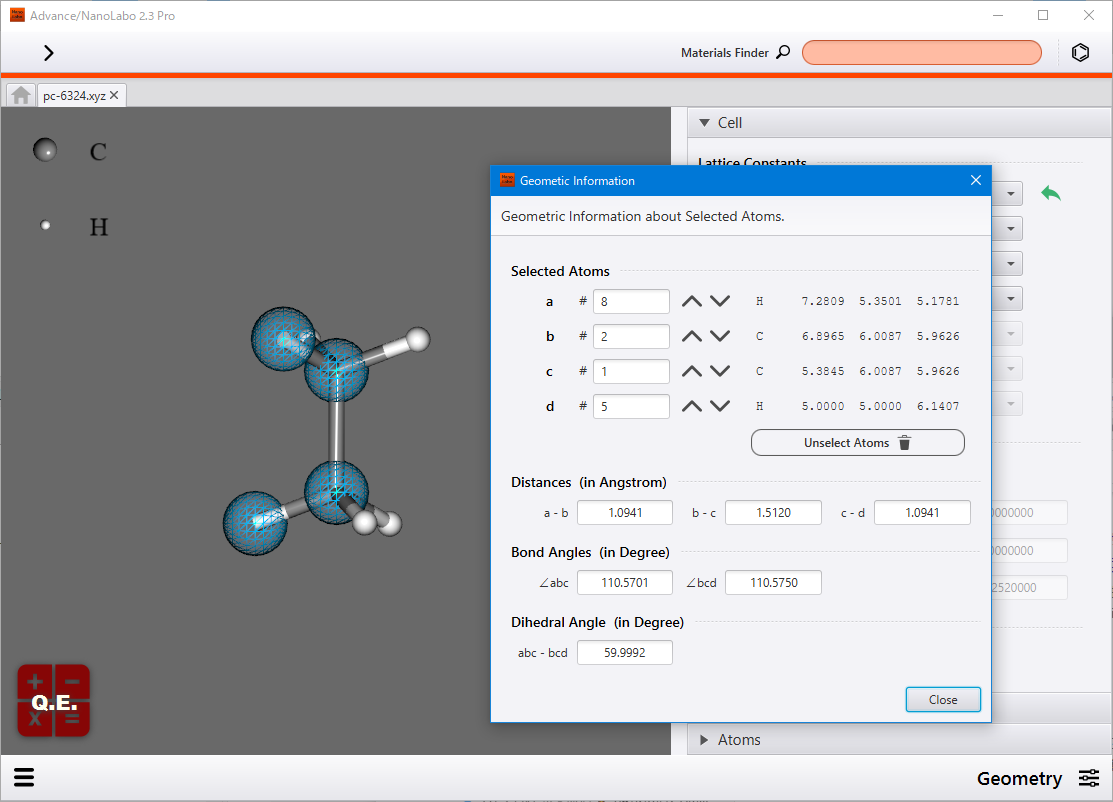 Advance/NanoLabo 2.3 Pro
Materials Finder
pc-6324.xyz
C
H
Q.E.
Cell
Lattice Constants
Geometic Information
Geometric Information about Selected Atoms.
Selected Atoms
a # 8 H 7.2809 5.3501 5.1781
b # 2 C 6.8965 6.0087 5.9626
c # 1 C 5.3845 6.0087 5.9626
d # 5 H 5.0000 5.0000 6.1407
Unselect Atoms
Distances (in Angstrom)
a - b 1.0941 b - c 1.5120 c - d 1.0941
Bond Angles (in Degree)
∠abc 110.5701 ∠bcd 110.5750
Dihedral Angle (in Degree)
abc - bcd 59.9992
Close
0000000
0000000
2520000
Atoms
Geometry